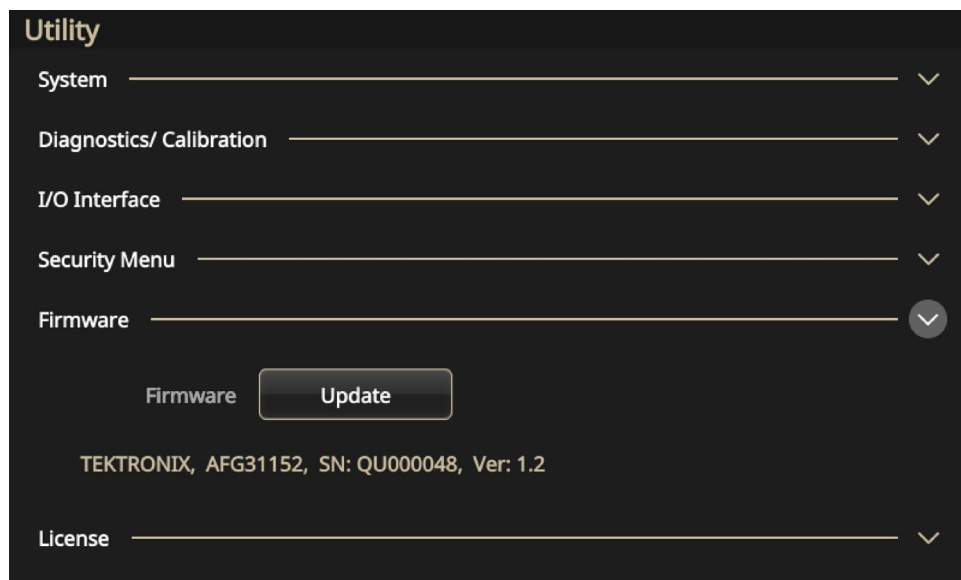 Utility
System
Diagnostics/ Calibration
I/O Interface
Security Menu
Firmware
Firmware Update
TEKTRONIX, AFG31152, SN: QU000048, Ver: 1.2
License